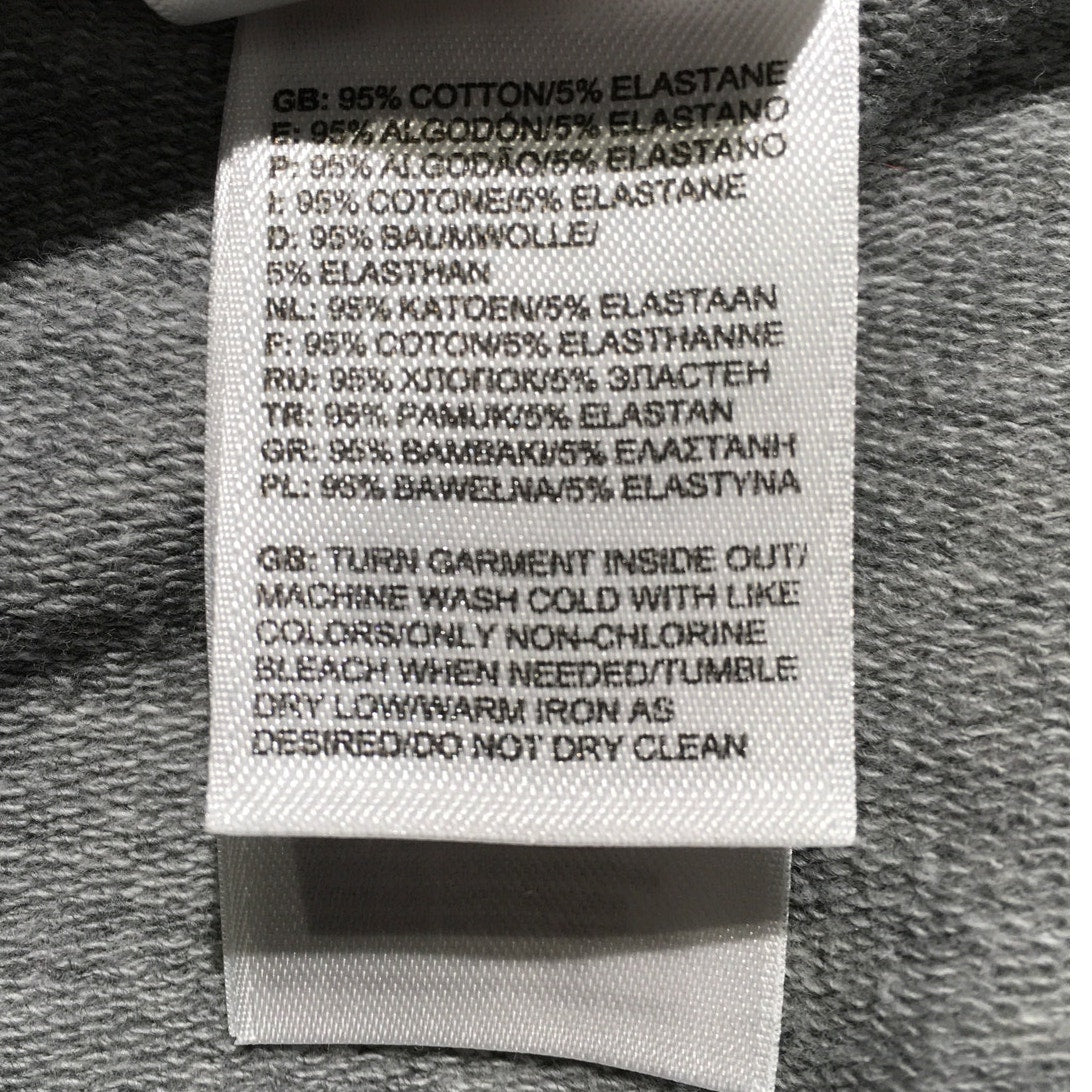 GB: 95% COTTON/5% ELASTANE
E: 95% ALGODÓN/5% ELASTANO
P: 95% ALGODÃO/5% ELASTANO
I: 95% COTONE/5% ELASTANE
D: 95% BAUMWOLLE/
5% ELASTHAN
NL: 95% KATOEN/5% ELASTAAN
F: 95% COTON/5% ELASTHANNE
RU: 95% ХЛОПОК/5% ЭЛАСТЕН
TR: 95% PAMUK/5% ELASTAN
GR: 95% ΒΑΜΒΑΚΙ/5% ΕΛΑΣΤΑΝΗ
PL: 95% BAWEŁNA/5% ELASTYNA
GB: TURN GARMENT INSIDE OUT/
MACHINE WASH COLD WITH LIKE
COLORS/ONLY NON-CHLORINE
BLEACH WHEN NEEDED/TUMBLE
DRY LOW/WARM IRON AS
DESIRED/DO NOT DRY CLEAN